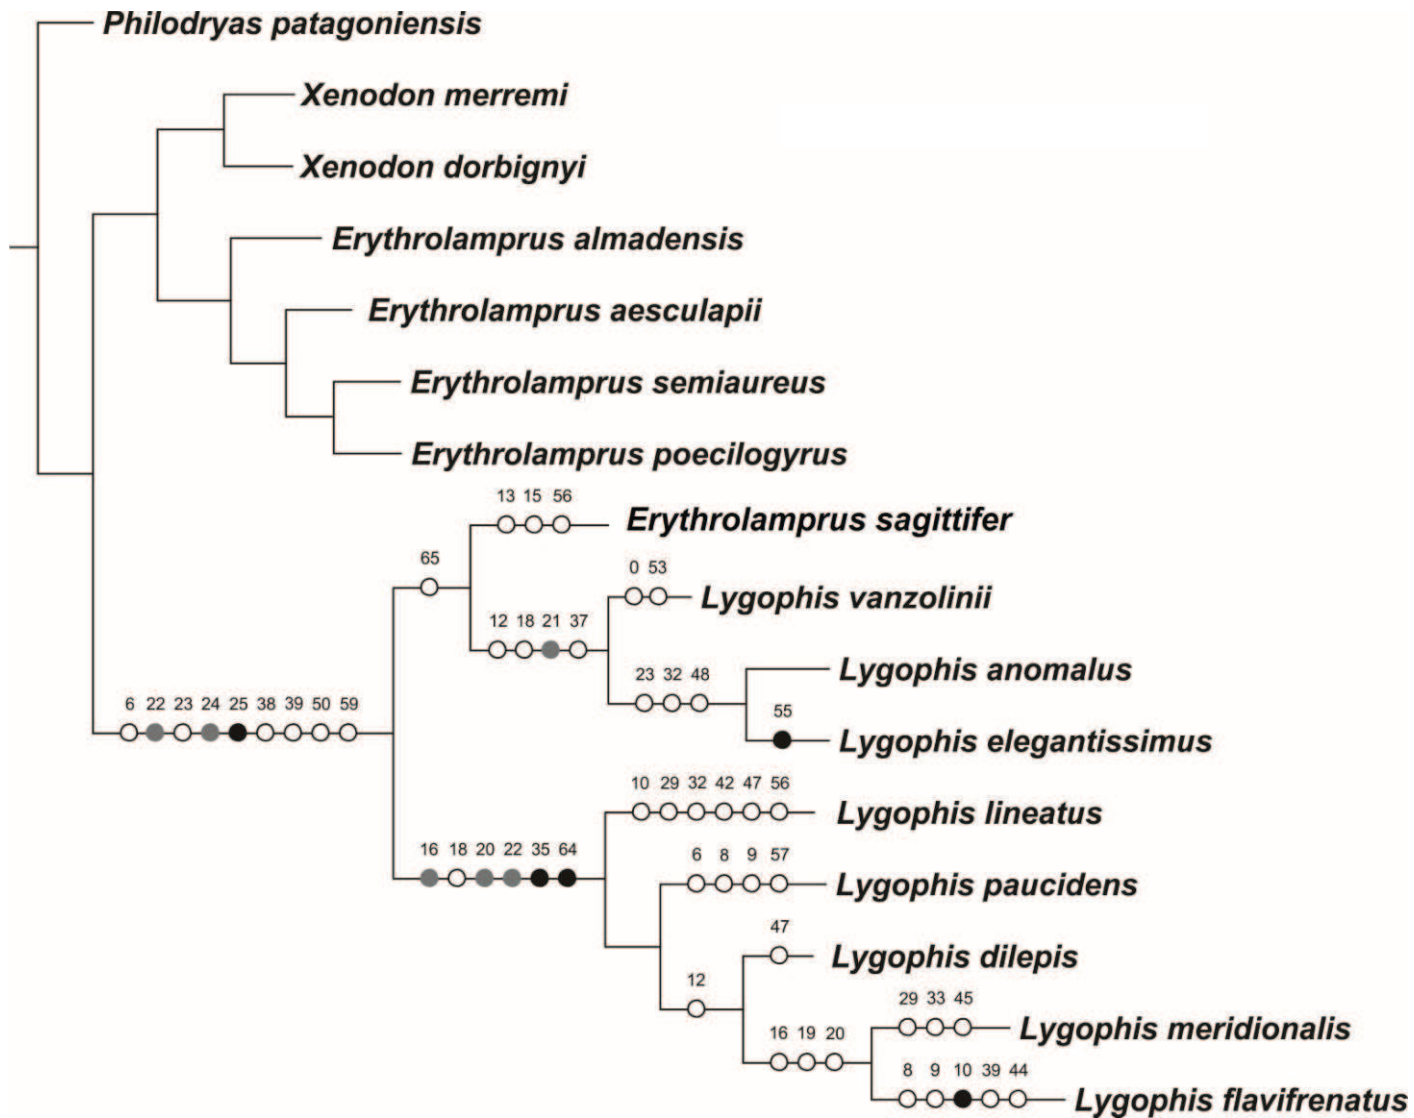 Philodryas patagoniensis
Xenodon merremi
Xenodon dorbignyi
Erythrolamprus almadensis
Erythrolamprus aesculapii
Erythrolamprus semiaureus
Erythrolamprus poecilogyrus
13 15 56
Erythrolamprus sagittifer
65
0 53
Lygophis vanzolinii
12 18 21 37
23 32 48
Lygophis anomalus
6 22 23 24 25 38 39 50 59
55
Lygophis elegantissimus
10 29 32 42 47 56
Lygophis lineatus
16 18 20 22 35 64
6 8 9 57
Lygophis paucidens
47
Lygophis dilepis
12
29 33 45
Lygophis meridionalis
16 19 20
8 9 10 39 44
Lygophis flavifrenatus